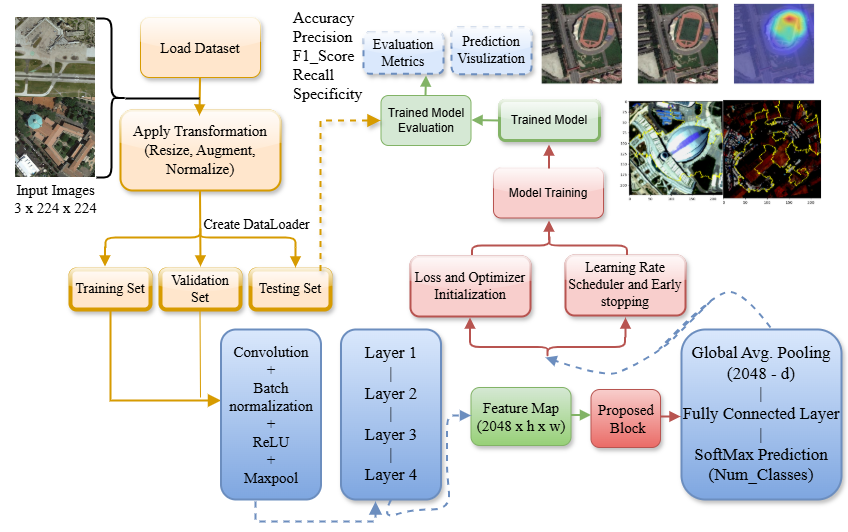 Load Dataset
Apply Transformation
(Resize, Augment,
Normalize)
Input Images
3 x 224 x 224
Create DataLoader
Training Set
Validation
Set
Testing Set
Accuracy
Precision
F1_Score
Recall
Specificity
Evaluation
Metrics
Prediction
Visulization
Trained Model
Evaluation
Trained Model
Model Training
Loss and Optimizer
Initialization
Learning Rate
Scheduler and Early
stopping
Convolution
+
Batch
normalization
+
ReLU
+
Maxpool
Layer 1
Layer 2
Layer 3
Layer 4
Feature Map
(2048 x h x w)
Proposed
Block
Global Avg. Pooling
(2048 - d)
Fully Connected Layer
SoftMax Prediction
(Num_Classes)